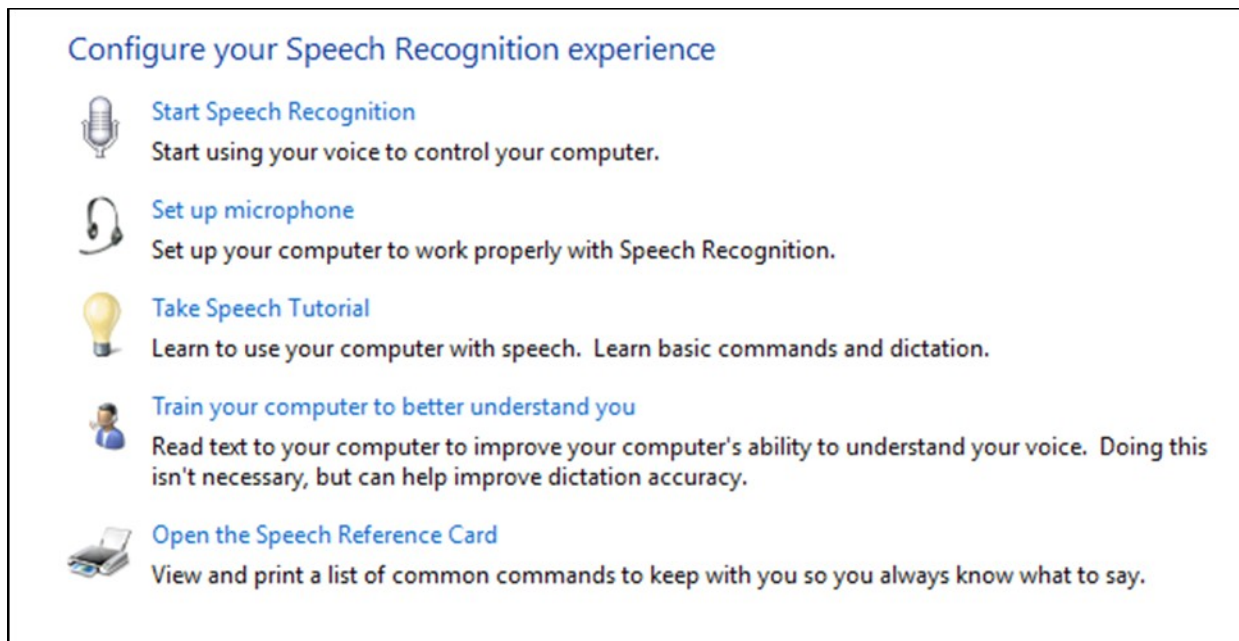 Configure your Speech Recognition experience
Start Speech Recognition
Start using your voice to control your computer.
Set up microphone
Set up your computer to work properly with Speech Recognition.
Take Speech Tutorial
Learn to use your computer with speech.  Learn basic commands and dictation.
Train your computer to better understand you
Read text to your computer to improve your computer's ability to understand your voice.  Doing this
isn't necessary, but can help improve dictation accuracy.
Open the Speech Reference Card
View and print a list of common commands to keep with you so you always know what to say.